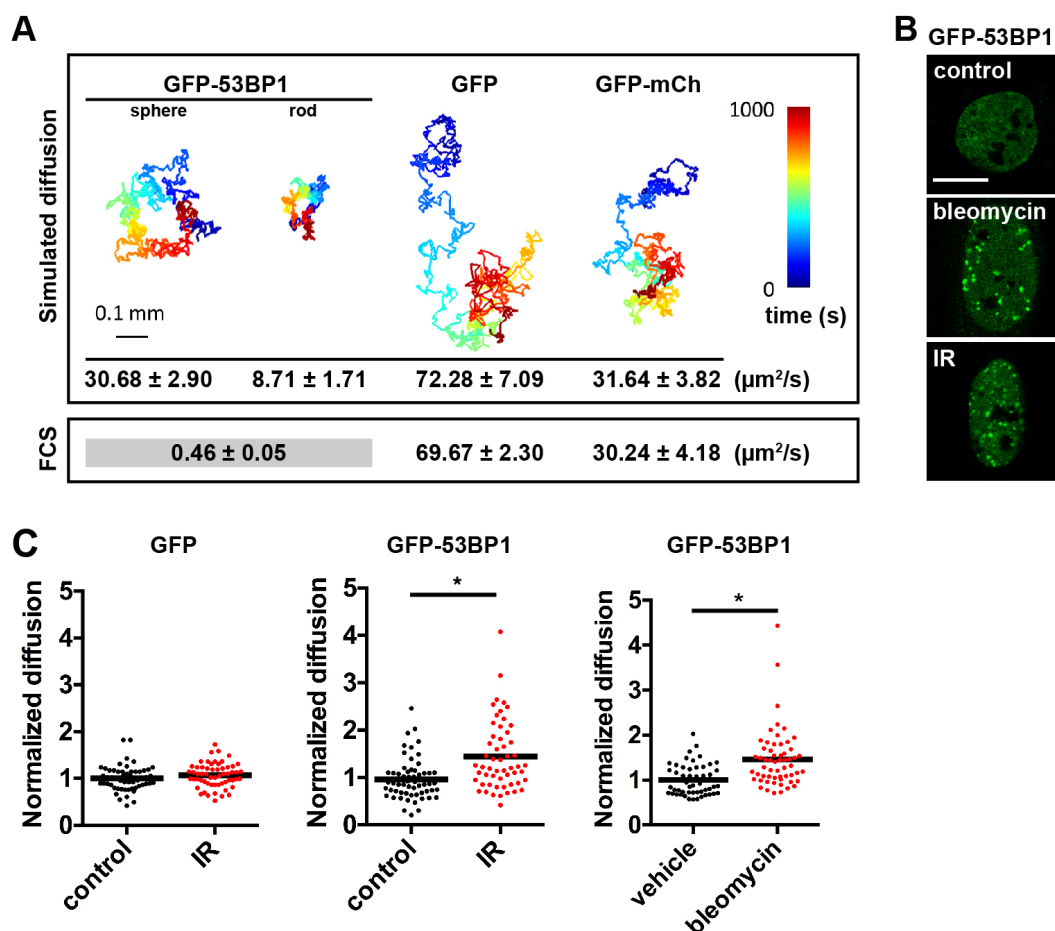 A
GFP-53BP1
sphere
rod
GFP
GFP-mCh
Simulated diffusion
1000
0
time (s)
0.1 mm
30.68 ± 2.90
8.71 ± 1.71
72.28 ± 7.09
31.64 ± 3.82
(µm²/s)
FCS
0.46 ± 0.05
69.67 ± 2.30
30.24 ± 4.18
(µm²/s)
B
GFP-53BP1
control
bleomycin
IR
C
GFP
Normalized diffusion
5
4
3
2
1
0
control
IR
GFP-53BP1
*
Normalized diffusion
5
4
3
2
1
0
control
IR
GFP-53BP1
*
Normalized diffusion
5
4
3
2
1
0
vehicle
bleomycin